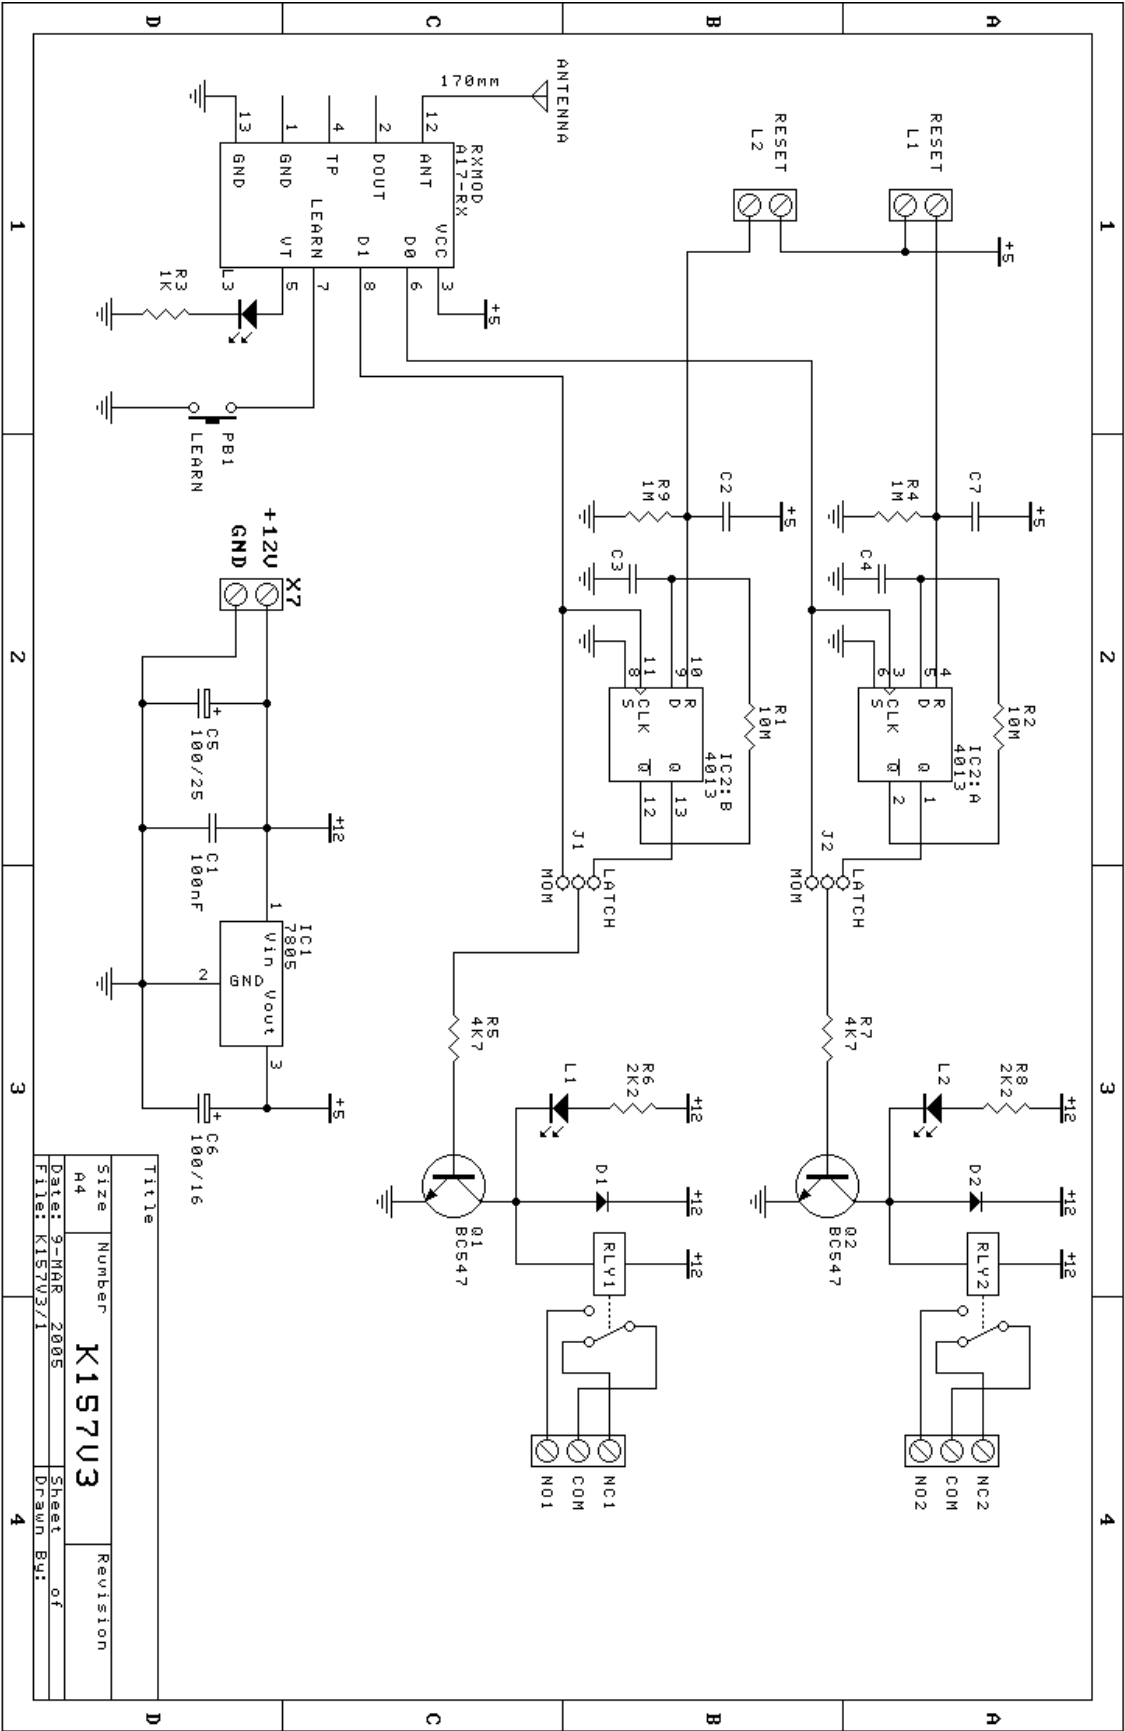 1
2
3
4
A
B
C
D
A
B
C
D
1
2
3
4
RESET
L1
+5
RESET
L2
ANTENNA
170mm
RXMOD
A17-RX
12
ANT
2
DOUT
4
TP
1
GND
13
GND
VCC
3
+5
D0
6
D1
8
LEARN
7
VT
5
L3
R3
1K
PB1
LEARN
+5
C7
R4
1M
C4
R2
10M
IC2:A
4013
4
R
5
D
3
CLK
6
S
Q
1
Q
2
J2
LATCH
MOM
R7
4K7
+12
R8
2K2
L2
+12
D2
+12
RLY2
Q2
BC547
NC2
COM
NO2
+5
C2
R9
1M
C3
R1
10M
IC2:B
4013
10
R
9
D
11
CLK
8
S
Q
13
Q
12
J1
LATCH
MOM
R5
4K7
+12
R6
2K2
L1
+12
D1
+12
RLY1
Q1
BC547
NC1
COM
NO1
X7
+12V
GND
C5
100/25
+12
C1
100nF
IC1
7805
1
Vin
GND
2
Vout
3
+5
C6
100/16
Title
Size
A4
Number
K157V3
Revision
Date: 9-MAR 2005
Sheet of
File: K157V3/1
Drawn By: